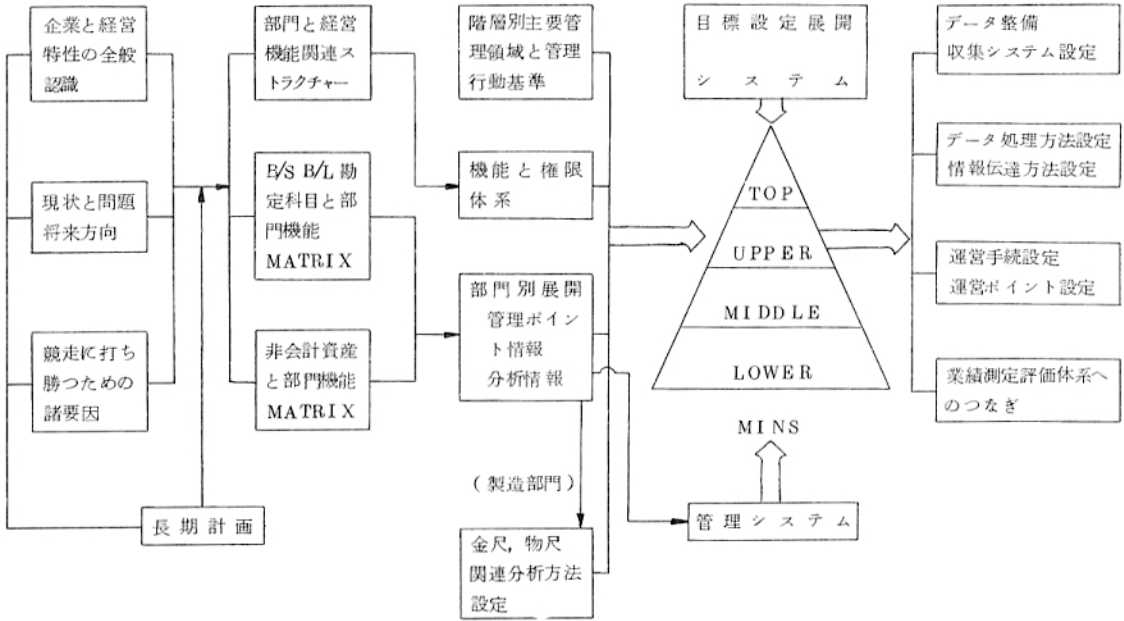 企業と経営
特性の全般
認識
現状と問題
将来方向
競走に打ち
勝つための
諸要因
長期計画
部門と経営
機能関連ス
トラクチャー
B/S B/L 勘
定科目と部
門機能
MATRIX
非会計資産
と部門機能
MATRIX
階層別主要管
理領域と管理
行動基準
機能と権限
体系
部門別展開
管理ポイン
ト情報
分析情報
(製造部門)
金尺,物尺
関連分析方法
設定
目標設定展開
システム
TOP
UPPER
MIDDLE
LOWER
MINS
管理システム
データ整備
収集システム設定
データ処理方法設定
情報伝達方法設定
運営手続設定
運営ポイント設定
業績測定評価体系へ
のつなぎ